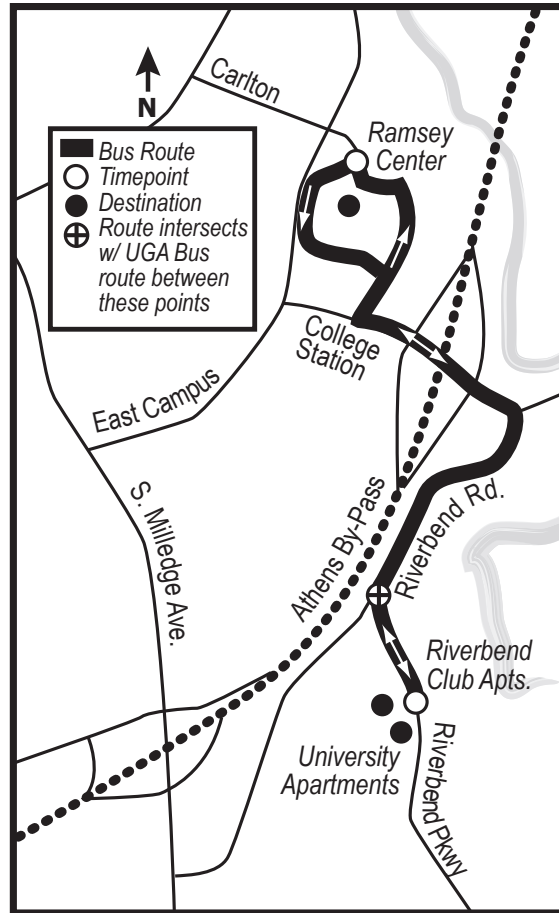 Carlton
N
Ramsey
Center
Bus Route
Timepoint
Destination
Route intersects
w/ UGA Bus
route between
these points
College
Station
East Campus
S. Milledge Ave.
Athens By-Pass
Riverbend Rd.
Riverbend
Club Apts.
University
Apartments
Riverbend Pkwy